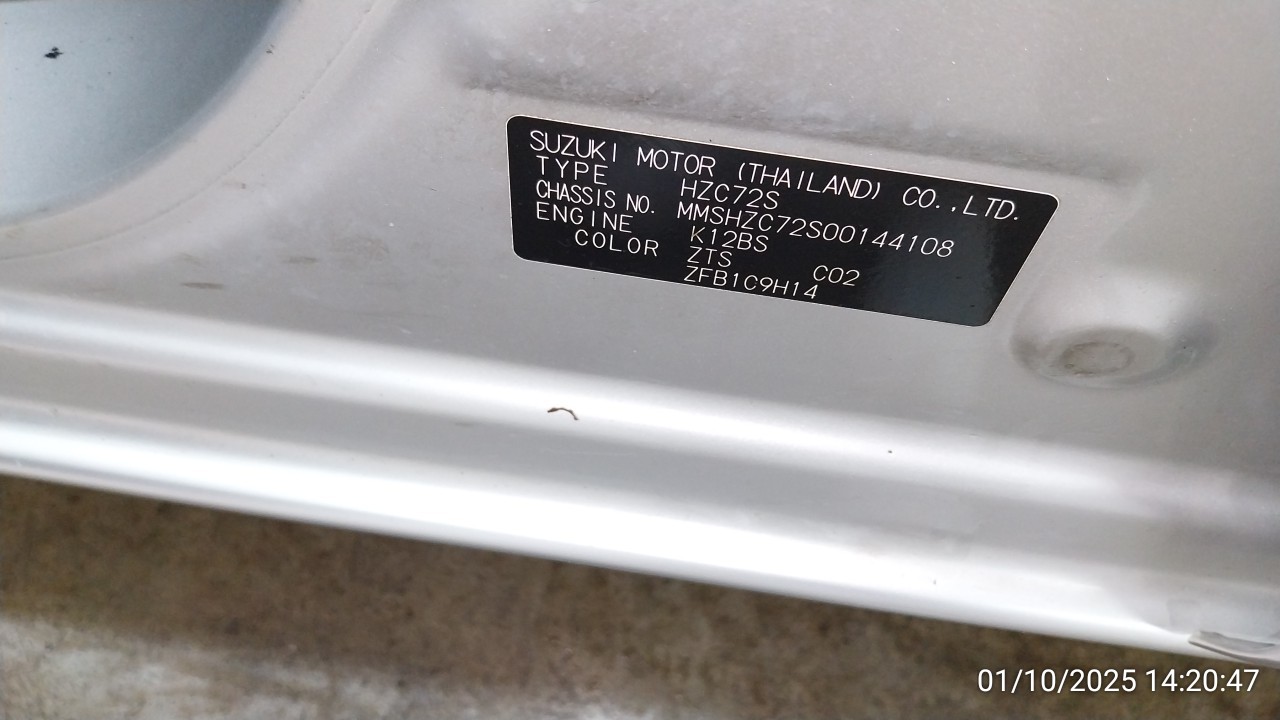 SUZUKI MOTOR (THAILAND) CO.,LTD.
TYPE HZC72S
CHASSIS NO. MMSHZC72S00144108
ENGINE K12BS
COLOR ZTS C02
ZFB1C9H14
01/10/2025 14:20:47